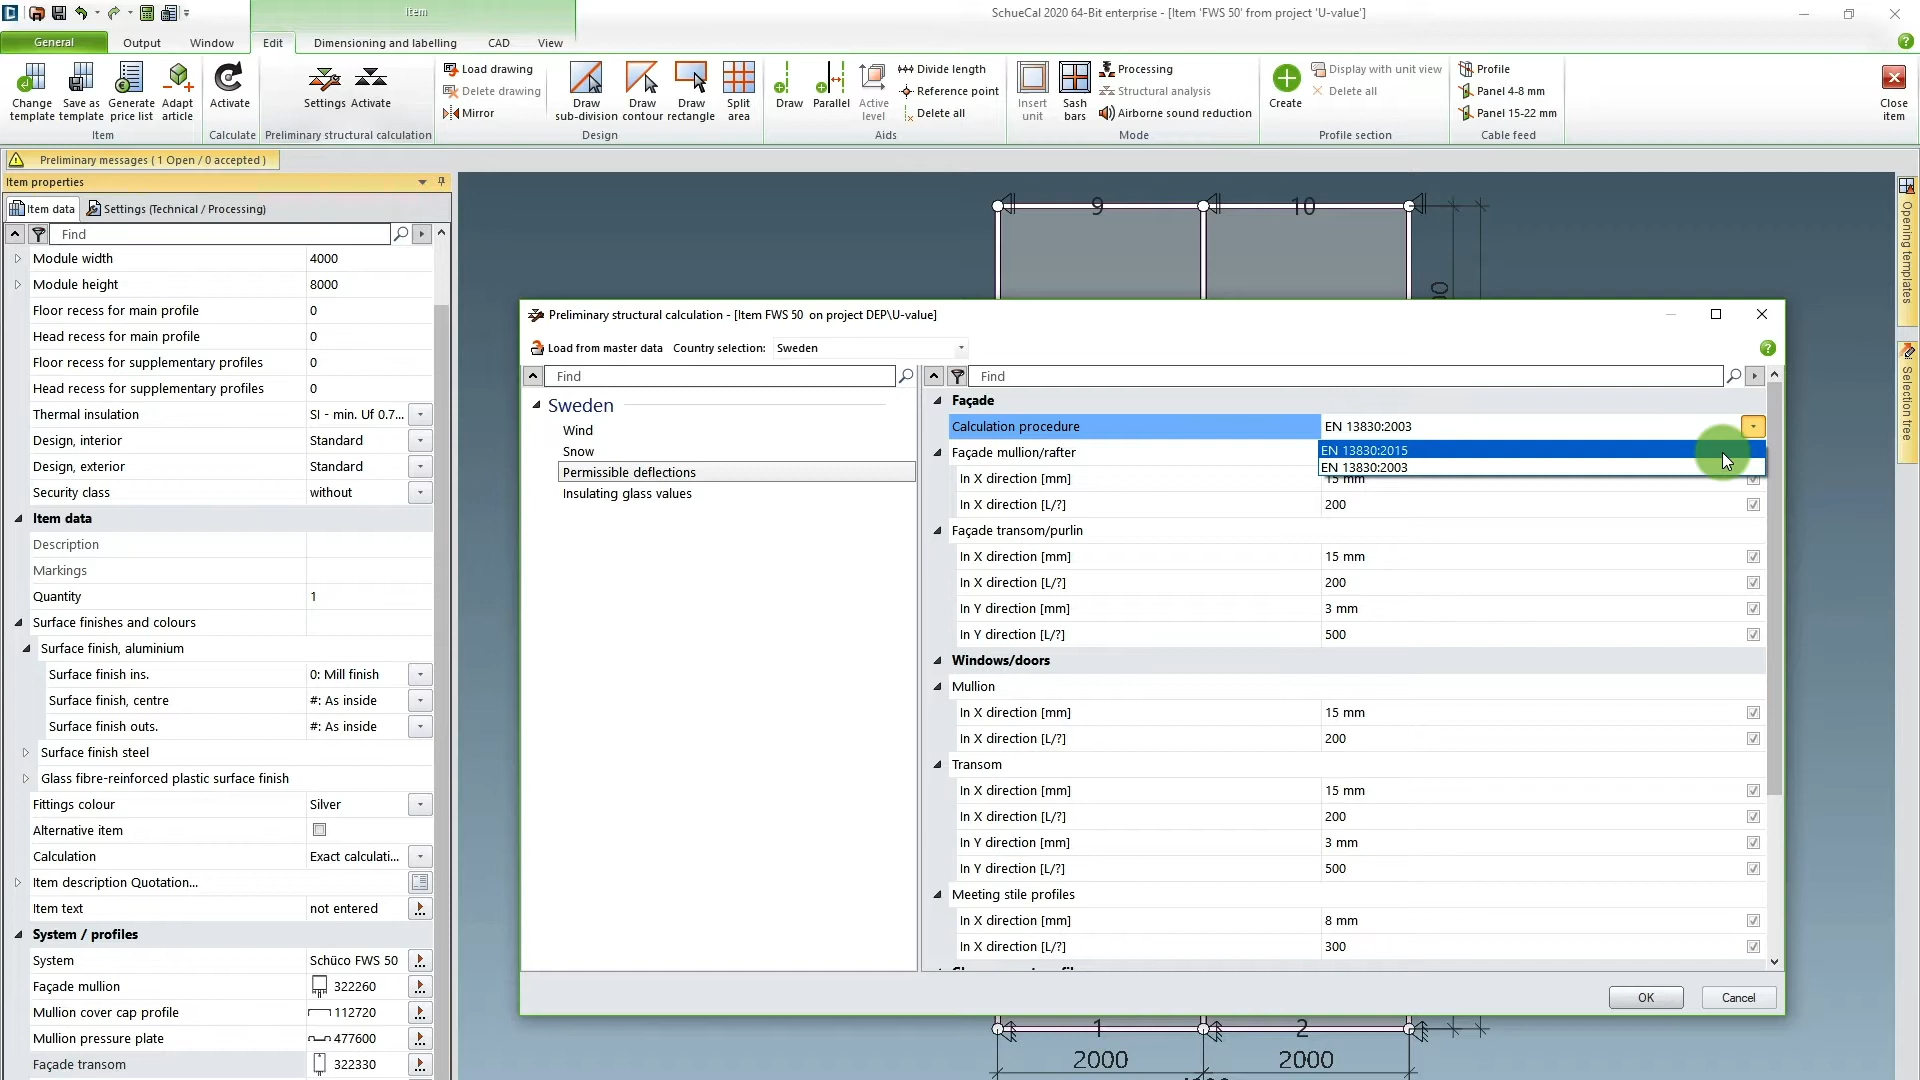 Item
SchueCal 2020 64-Bit enterprise - [Item 'FWS 50' from project 'U-value']
General
Output
Window
Edit
Dimensioning and labelling
CAD
View
Change template
Save as template
Generate price list
Adapt article
Item
Activate
Calculate
Settings
Activate
Preliminary structural calculation
Load drawing
Delete drawing
Mirror
Draw sub-division
Draw contour
Draw rectangle
Split area
Design
Draw
Parallel
Active level
Divide length
Reference point
Delete all
Aids
Insert unit
Sash bars
Processing
Structural analysis
Airborne sound reduction
Mode
Create
Display with unit view
Delete all
Profile section
Profile
Panel 4-8 mm
Panel 15-22 mm
Cable feed
Close item
Preliminary messages ( 1 Open / 0 accepted )
Item properties
Item data
Settings (Technical / Processing)
Find
Module width 4000
Module height 8000
Floor recess for main profile 0
Head recess for main profile 0
Floor recess for supplementary profiles 0
Head recess for supplementary profiles 0
Thermal insulation SI - min. Uf 0.7...
Design, interior Standard
Design, exterior Standard
Security class without
Item data
Description
Markings
Quantity 1
Surface finishes and colours
Surface finish, aluminium
Surface finish ins. 0: Mill finish
Surface finish, centre #: As inside
Surface finish outs. #: As inside
Surface finish steel
Glass fibre-reinforced plastic surface finish
Fittings colour Silver
Alternative item
Calculation Exact calculati...
Item description Quotation...
Item text not entered
System / profiles
System Schüco FWS 50
Façade mullion 322260
Mullion cover cap profile 112720
Mullion pressure plate 477600
Façade transom 322330
9 10
Preliminary structural calculation - [Item FWS 50 on project DEP\U-value]
Load from master data
Country selection: Sweden
Find
Sweden
Wind
Snow
Permissible deflections
Insulating glass values
Find
Façade
Calculation procedure EN 13830:2003
EN 13830:2015
EN 13830:2003
Façade mullion/rafter
In X direction [mm] 15 mm
In X direction [L/?] 200
Façade transom/purlin
In X direction [mm] 15 mm
In X direction [L/?] 200
In Y direction [mm] 3 mm
In Y direction [L/?] 500
Windows/doors
Mullion
In X direction [mm] 15 mm
In X direction [L/?] 200
Transom
In X direction [mm] 15 mm
In X direction [L/?] 200
In Y direction [mm] 3 mm
In Y direction [L/?] 500
Meeting stile profiles
In X direction [mm] 8 mm
In X direction [L/?] 300
OK
Cancel
1 2
2000 2000
Opening templates
Selection tree